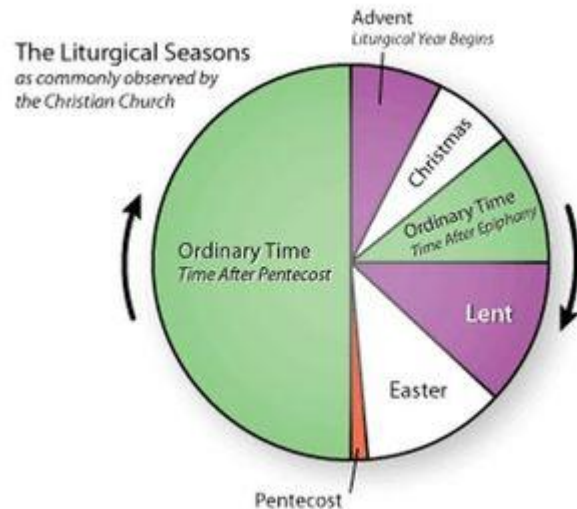 The Liturgical Seasons
as commonly observed by
the Christian Church
Advent
Liturgical Year Begins
Christmas
Ordinary Time
Time After Epiphany
Lent
Easter
Pentecost
Ordinary Time
Time After Pentecost